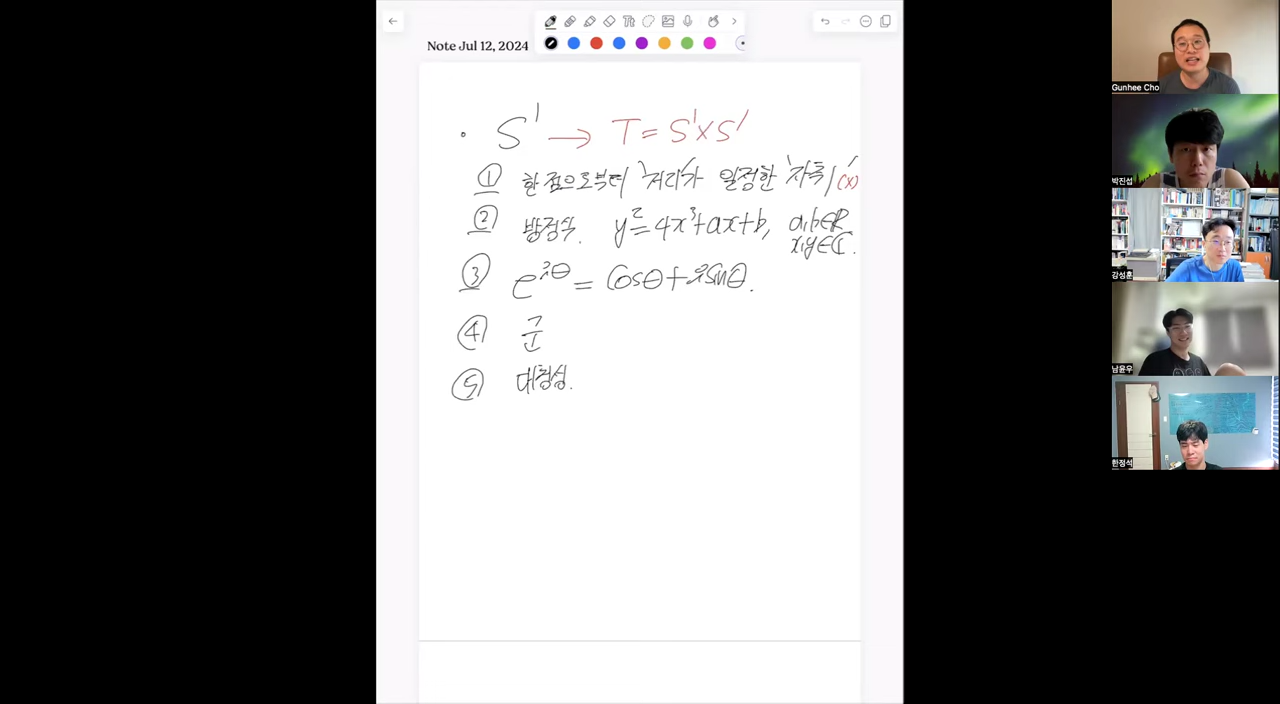 Note Jul 12, 2024
• S¹ → T = S¹×S¹
① 한 점으로부터 '거리'가 일정한 '자취' (x)
② 방정식. y²=4x³+ax+b, a,b∈R
x,y∈ℂ.
③ e^{iθ} = cosθ+isinθ.
④ 군
⑤ 대칭성.
Gunhee Cho
박진섭
강성훈
남윤우
한정석